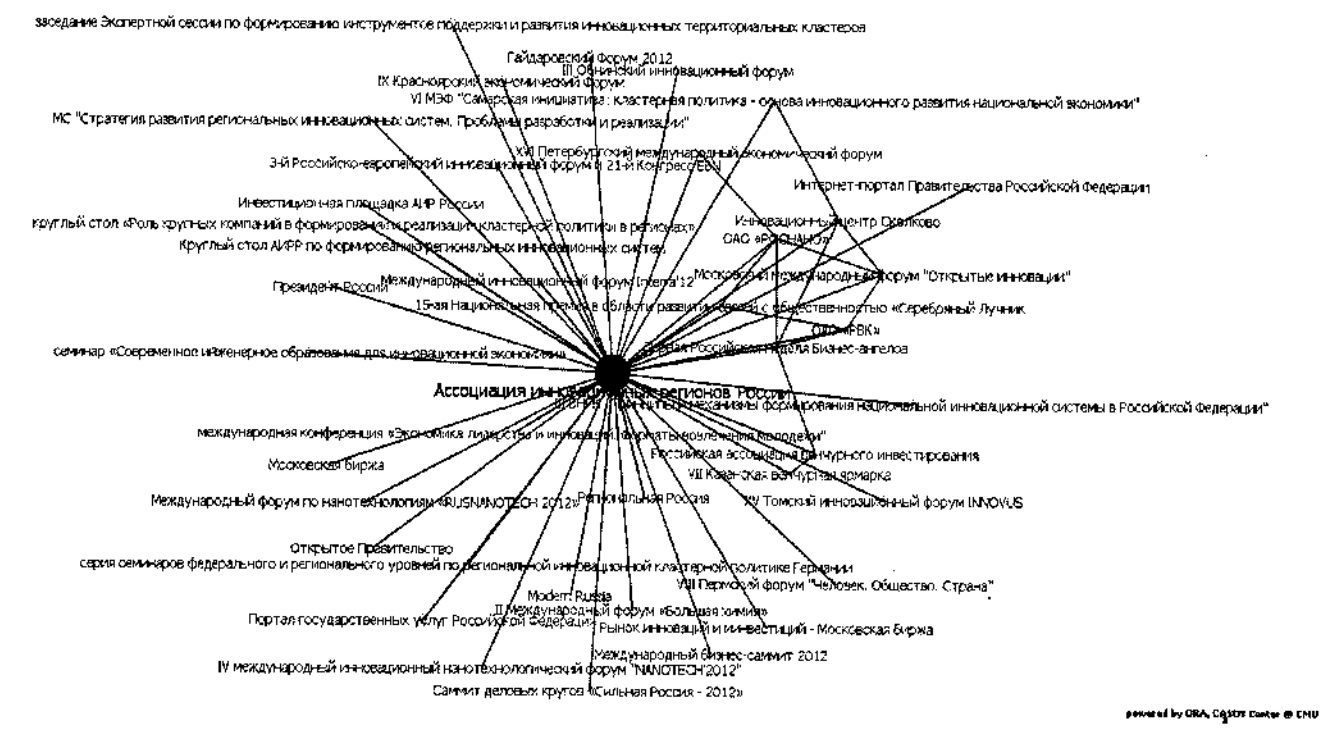 заседание Экспертной сессии по формированию инструментов поддержки и развития инновационных территориальных кластеров
Гайдаровский Форум 2012
III Обнинский инновационный форум
IX Красноярский экономический Форум
VI МЭФ "Самарская инициатива: кластерная политика - основа инновационного развития национальной экономики"
МС "Стратегия развития региональных инновационных систем. Проблемы разработки и реализации"
XVI Петербургский международный экономический форум
3-й Российско-европейский инновационный форум и 21-й Конгресс EBN
Интернет-портал Правительства Российской Федерации
Инвестиционная площадка АИР России
круглый стол «Роль крупных компаний в формировании и реализации кластерной политики в регионах»
Инновационный центр Сколково
ОАО «РОСНАНО»
Круглый стол АИРР по формированию региональных инновационных систем
Московский международный форум "Открытые инновации"
Президент России
Международный инновационный форум Interra'12
15-ая Национальная премия в области развития связей с общественностью «Серебряный Лучник
ОАО «РВК»
Российская неделя Бизнес-ангелов
семинар «Современное инженерное образование для инновационной экономики»
Ассоциация инновационных регионов России
механизмы формирования национальной инновационной системы в Российской Федерации"
международная конференция «Экономика лидерства и инноваций: форматы вовлечения молодежи"
Российская ассоциация венчурного инвестирования
Московская биржа
VII Казанская венчурная ярмарка
Международный форум по нанотехнологиям «RUSNANOTECH 2012»
Региональная Россия
XV Томский инновационный форум INNOVUS
Открытое Правительство
серия семинаров федерального и регионального уровней по региональной инновационной кластерной политике Германии
VIII Пермский форум "Человек. Общество. Страна"
Modern Russia
II Международный форум «Большая химия»
Портал государственных услуг Российской Федерации
Рынок инноваций и инвестиций - Московская биржа
Международный бизнес-саммит 2012
IV международный инновационный нанотехнологический форум "NANOTECH'2012"
Саммит деловых кругов «Сильная Россия - 2012»
powered by ORA, CASOS Center @ CMU